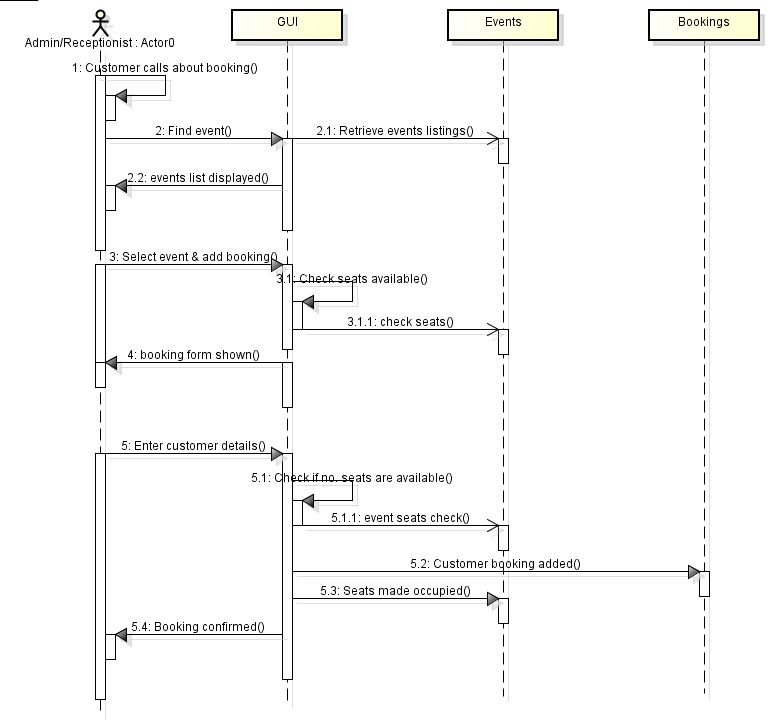 GUI
Events
Bookings
Admin/Receptionist : Actor0
1: Customer calls about booking()
2: Find event()
2.1: Retrieve events listings()
2.2: events list displayed()
3: Select event & add booking()
3.1: Check seats available()
3.1.1: check seats()
4: booking form shown()
5: Enter customer details()
5.1: Check if no. seats are available()
5.1.1: event seats check()
5.2: Customer booking added()
5.3: Seats made occupied()
5.4: Booking confirmed()